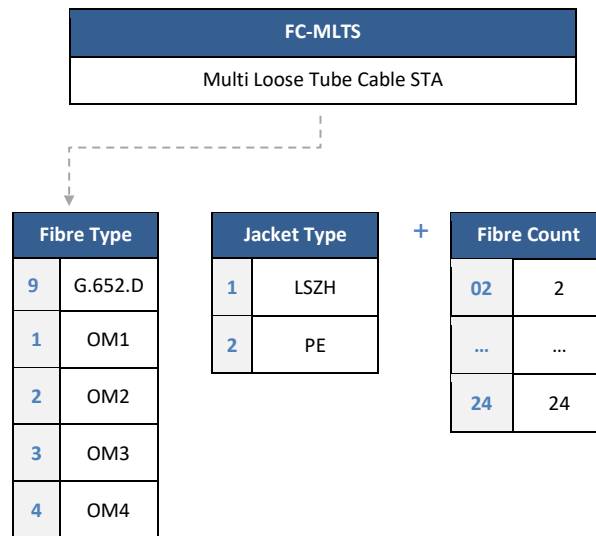 FC-MLTS
Multi Loose Tube Cable STA
Fibre Type
9 G.652.D
1 OM1
2 OM2
3 OM3
4 OM4
Jacket Type
1 LSZH
2 PE
+
Fibre Count
02 2
... ...
24 24